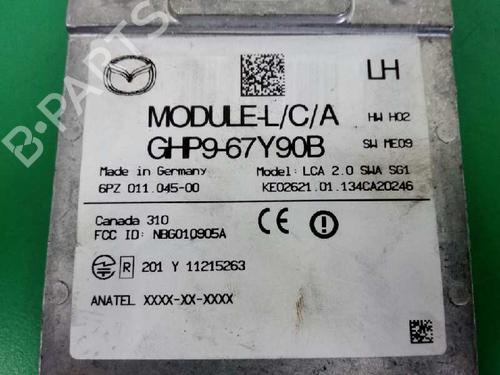 LH
MODULE-L/C/A
HW H02
GHP9-67Y90B
SW ME09
Made in Germany
Model: LCA 2.0 SWA SG1
6PZ 011.045-00
KE02621.01.134CA20246
Canada 310
FCC ID: NBG010905A
CE
R 201 Y 11215263
ANATEL XXXX-XX-XXXX
B-PARTS